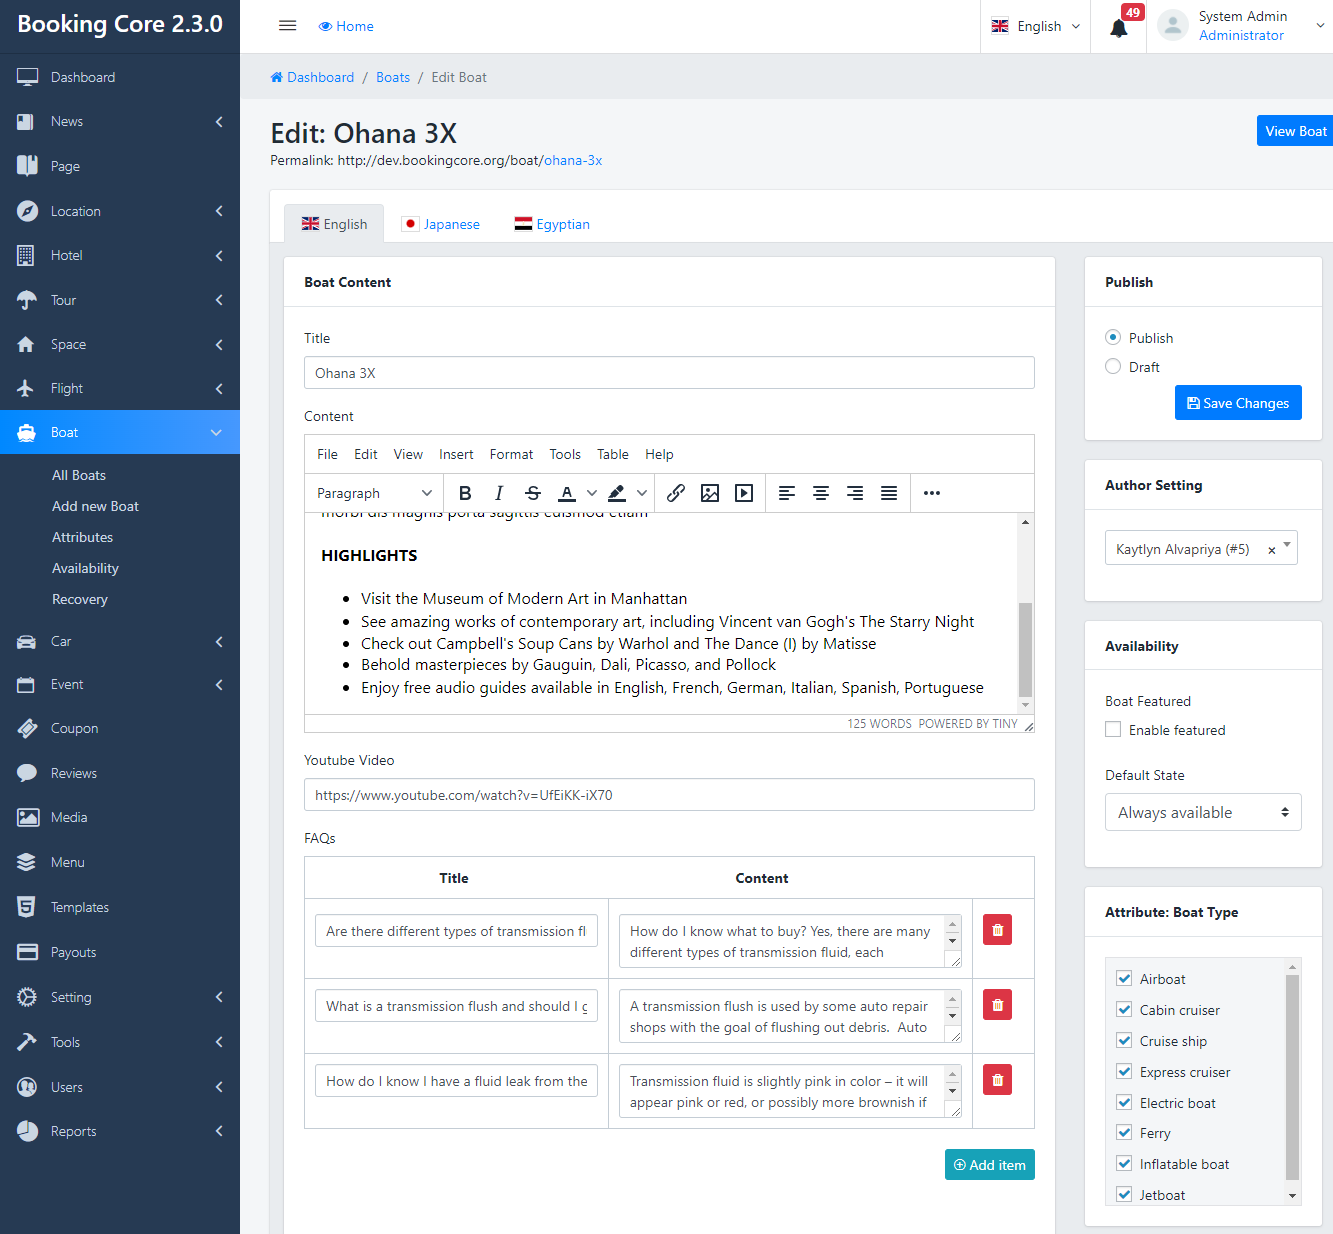 Booking Core 2.3.0
Home
English
49
System Admin
Administrator
Dashboard
News
Page
Location
Hotel
Tour
Space
Flight
Boat
All Boats
Add new Boat
Attributes
Availability
Recovery
Car
Event
Coupon
Reviews
Media
Menu
Templates
Payouts
Setting
Tools
Users
Reports
Dashboard / Boats / Edit Boat
Edit: Ohana 3X
View Boat
Permalink: http://dev.bookingcore.org/boat/ohana-3x
English Japanese Egyptian
Boat Content
Title
Ohana 3X
Content
File Edit View Insert Format Tools Table Help
Paragraph B I S A
morbi dis magnis porta sagittis euismod etiam
HIGHLIGHTS
• Visit the Museum of Modern Art in Manhattan
• See amazing works of contemporary art, including Vincent van Gogh's The Starry Night
• Check out Campbell's Soup Cans by Warhol and The Dance (I) by Matisse
• Behold masterpieces by Gauguin, Dali, Picasso, and Pollock
• Enjoy free audio guides available in English, French, German, Italian, Spanish, Portuguese
125 WORDS POWERED BY TINY
Youtube Video
https://www.youtube.com/watch?v=UfEiKK-iX70
FAQs
Title Content
Are there different types of transmission fl
How do I know what to buy? Yes, there are many
different types of transmission fluid, each
What is a transmission flush and should I g
A transmission flush is used by some auto repair
shops with the goal of flushing out debris. Auto
How do I know I have a fluid leak from the
Transmission fluid is slightly pink in color – it will
appear pink or red, or possibly more brownish if
Add item
Publish
Publish
Draft
Save Changes
Author Setting
Kaytlyn Alvapriya (#5) ×
Availability
Boat Featured
Enable featured
Default State
Always available
Attribute: Boat Type
Airboat
Cabin cruiser
Cruise ship
Express cruiser
Electric boat
Ferry
Inflatable boat
Jetboat